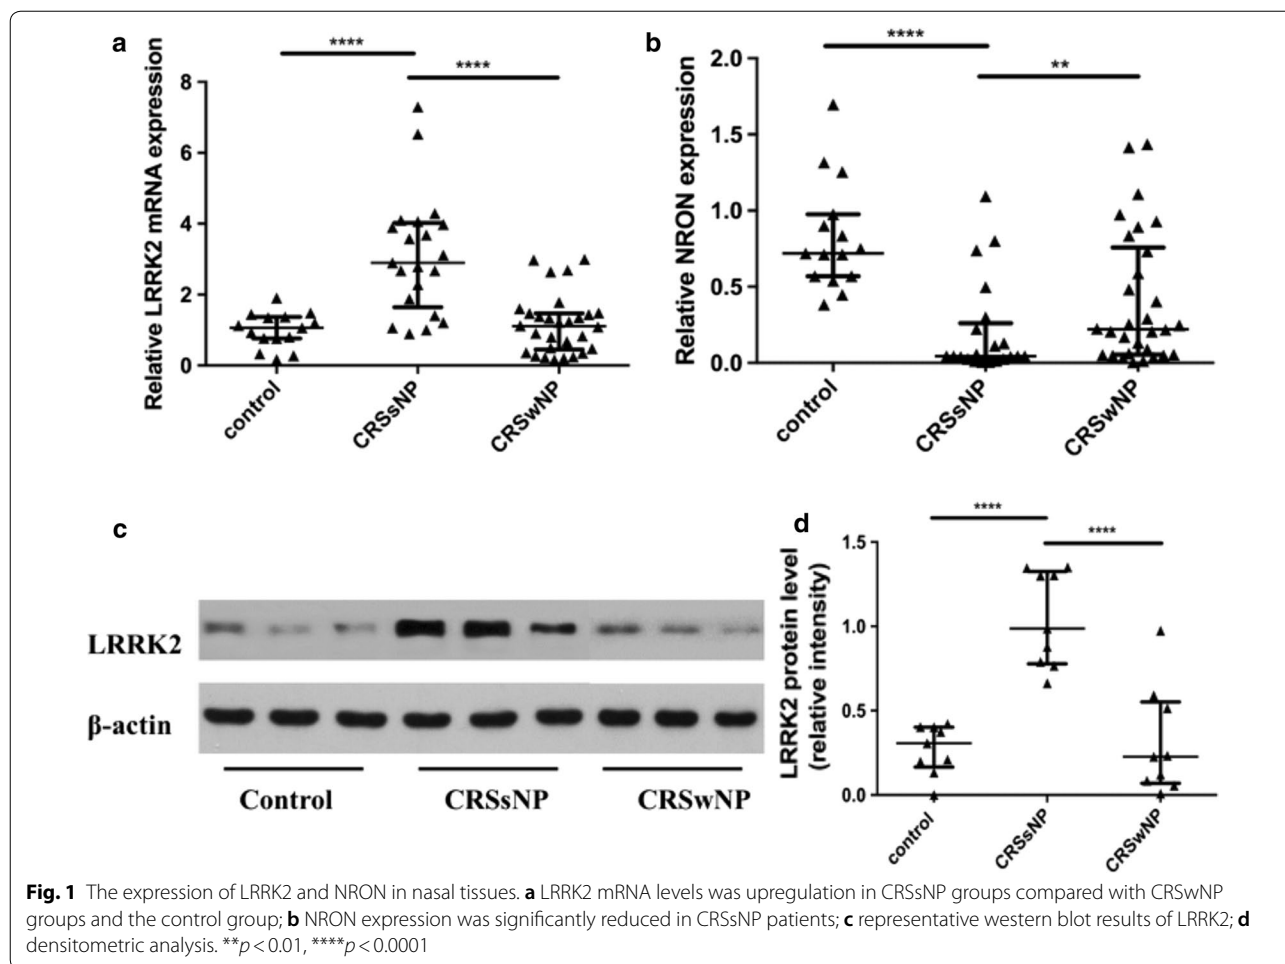 a
****
****
Relative LRRK2 mRNA expression
8
6
4
2
0
control
CRSsNP
CRSwNP
b
****
**
Relative NRON expression
2.0
1.5
1.0
0.5
0.0
control
CRSsNP
CRSwNP
c
LRRK2
β-actin
Control
CRSsNP
CRSwNP
d
****
****
LRRK2 protein level
(relative intensity)
1.5
1.0
0.5
0.0
control
CRSsNP
CRSwNP
Fig. 1 The expression of LRRK2 and NRON in nasal tissues. a LRRK2 mRNA levels was upregulation in CRSsNP groups compared with CRSwNP
groups and the control group; b NRON expression was significantly reduced in CRSsNP patients; c representative western blot results of LRRK2; d
densitometric analysis. **p < 0.01, ****p < 0.0001